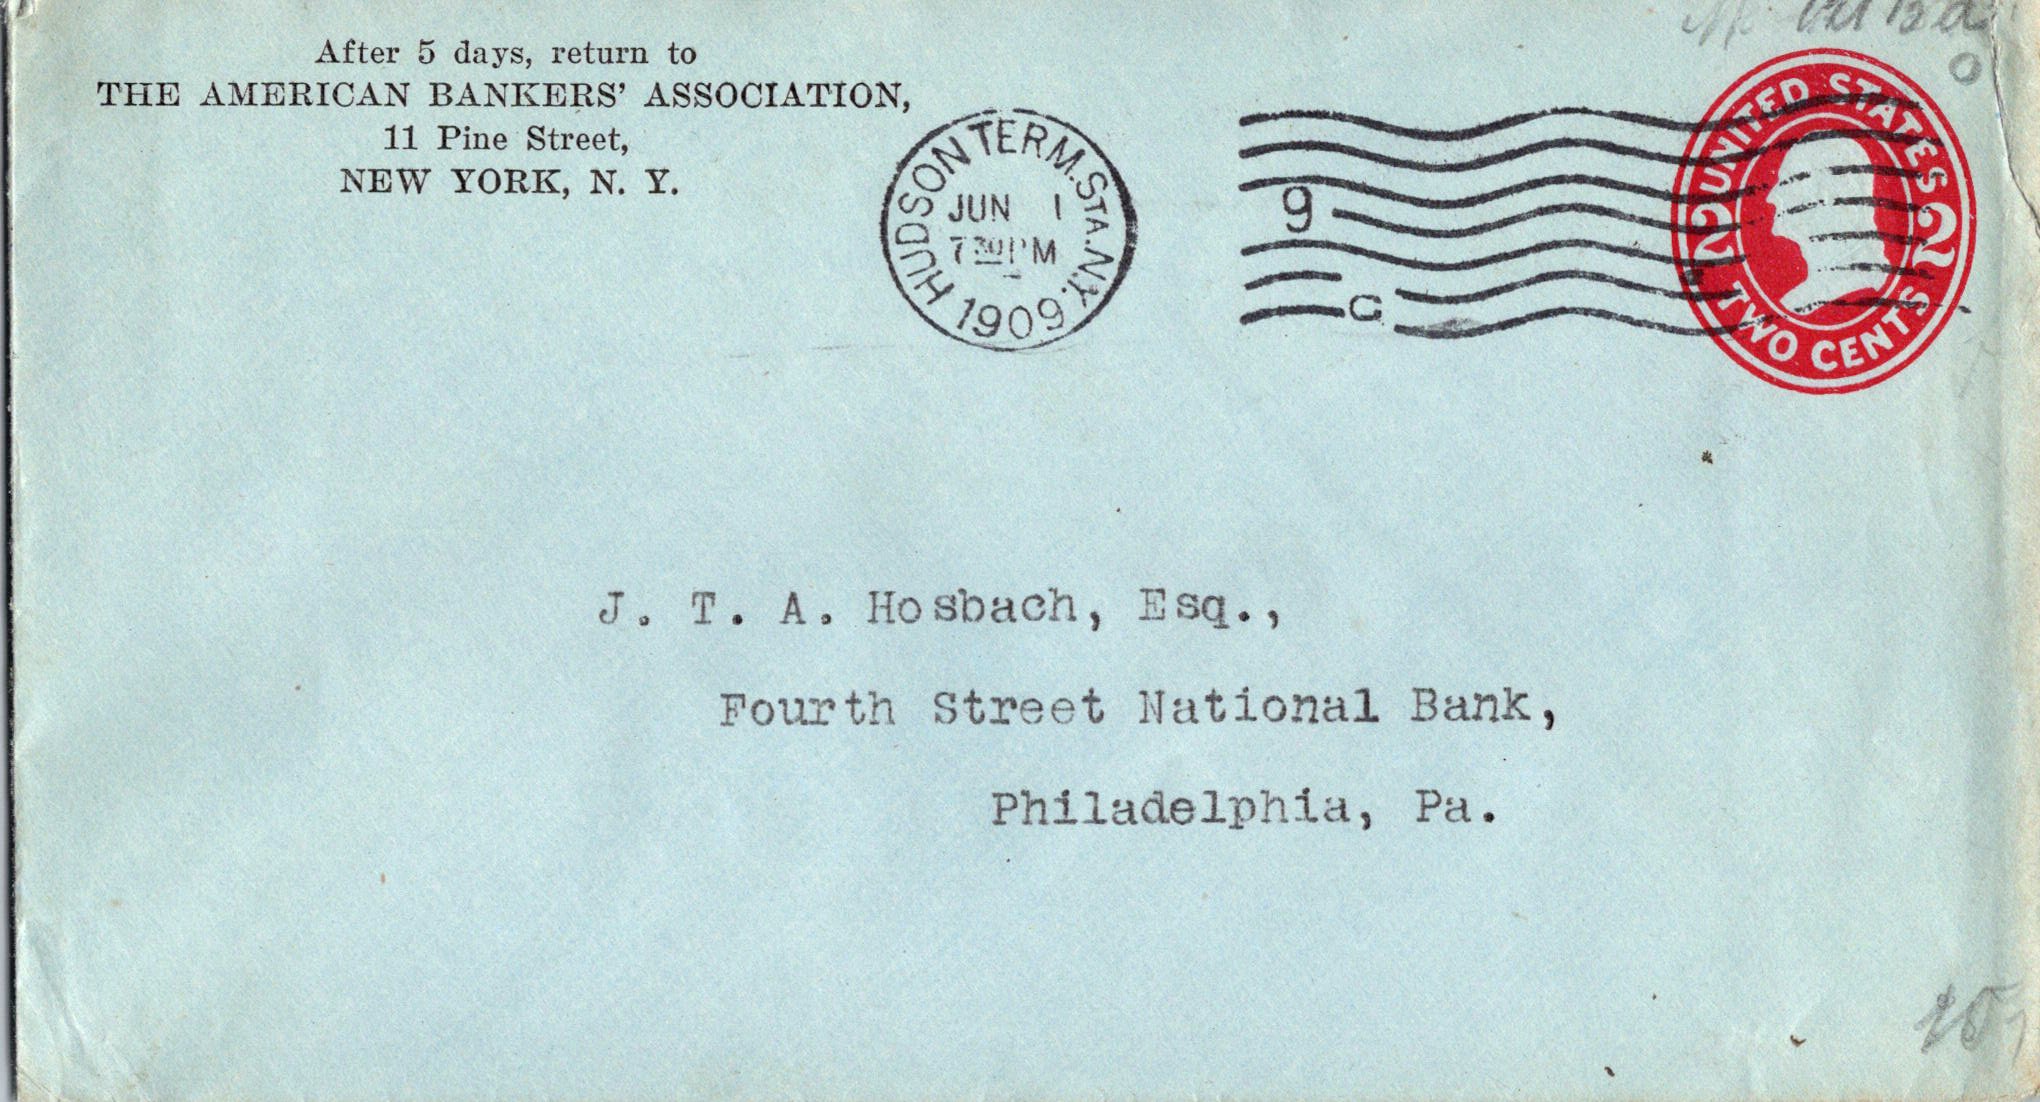 After 5 days, return to
THE AMERICAN BANKERS' ASSOCIATION,
11 Pine Street,
NEW YORK, N. Y.
HUDSON TERM. STA. N.Y.
JUN 1
7 30 PM
1909
9
C
UNITED STATES
2 2
TWO CENTS
J. T. A. Hosbach, Esq.,
Fourth Street National Bank,
Philadelphia, Pa.